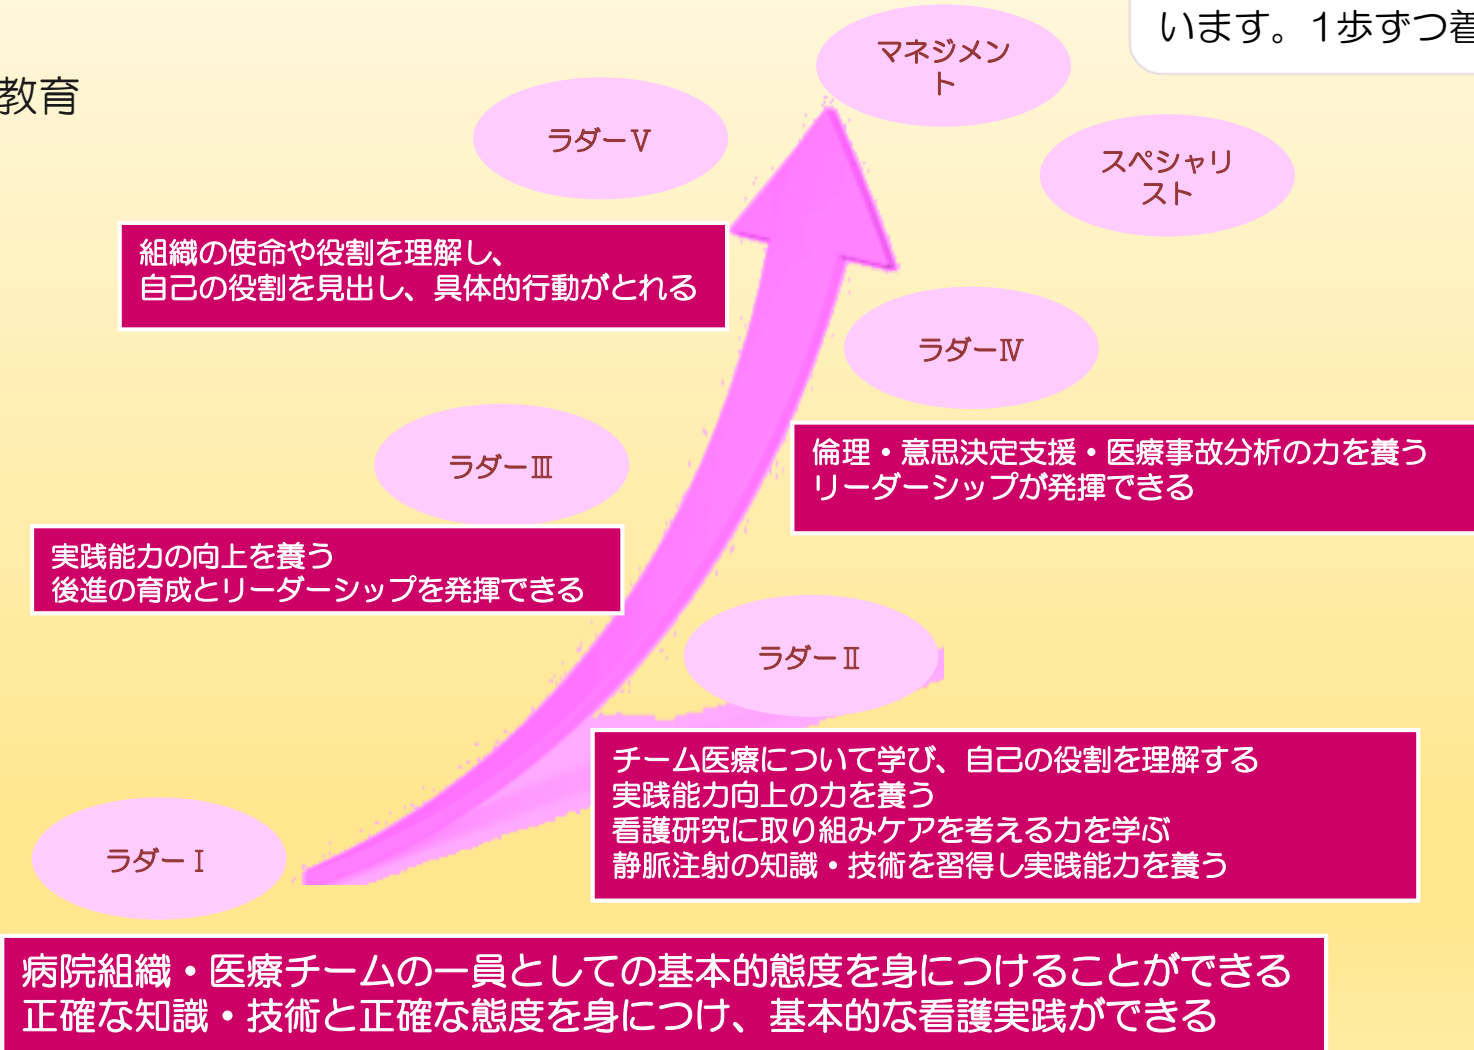 います。1歩ずつ着
教育
マネジメン
ト
ラダーⅤ
スペシャリ
スト
組織の使命や役割を理解し、
自己の役割を見出し、具体的行動がとれる
ラダーⅣ
倫理・意思決定支援・医療事故分析の力を養う
リーダーシップが発揮できる
ラダーⅢ
実践能力の向上を養う
後進の育成とリーダーシップを発揮できる
ラダーⅡ
チーム医療について学び、自己の役割を理解する
実践能力向上の力を養う
看護研究に取り組みケアを考える力を学ぶ
静脈注射の知識・技術を習得し実践能力を養う
ラダーⅠ
病院組織・医療チームの一員としての基本的態度を身につけることができる
正確な知識・技術と正確な態度を身につけ、基本的な看護実践ができる